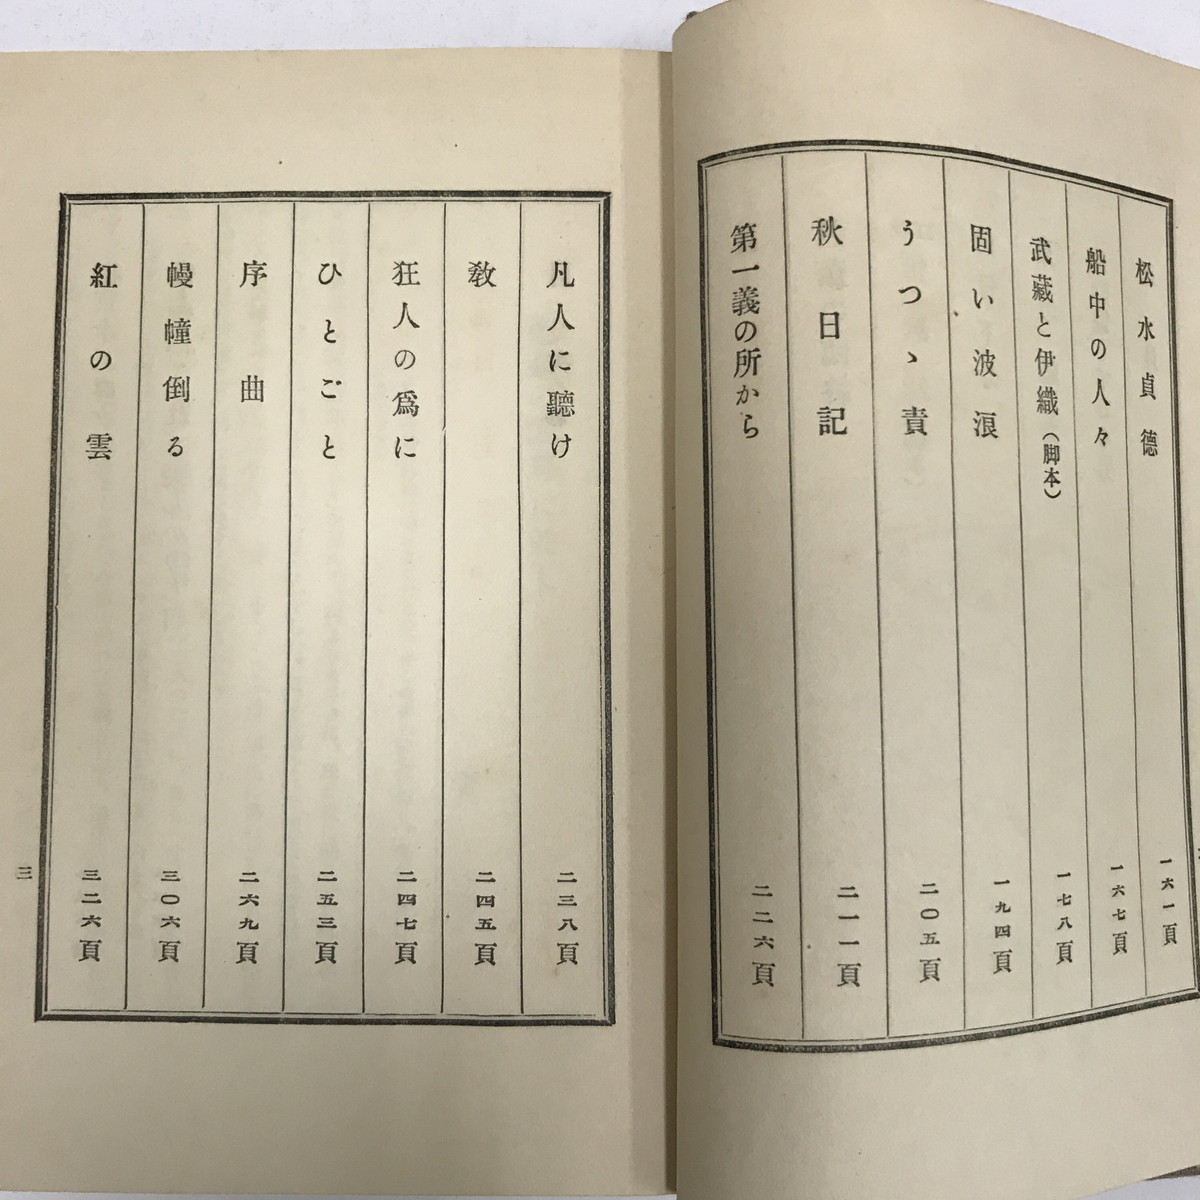 松水貞德 一六一頁
船中の人々 一六七頁
武藏と伊織（脚本） 一七八頁
固い波浪 一九四頁
うつゝ責 二〇五頁
秋日記 二一一頁
第一義の所から 二二六頁
凡人に聽け 二三八頁
敎 二四五頁
狂人の爲に 二四七頁
ひとごと 二五三頁
序曲 二六九頁
幔幢倒る 三〇六頁
紅の雲 三二六頁
三